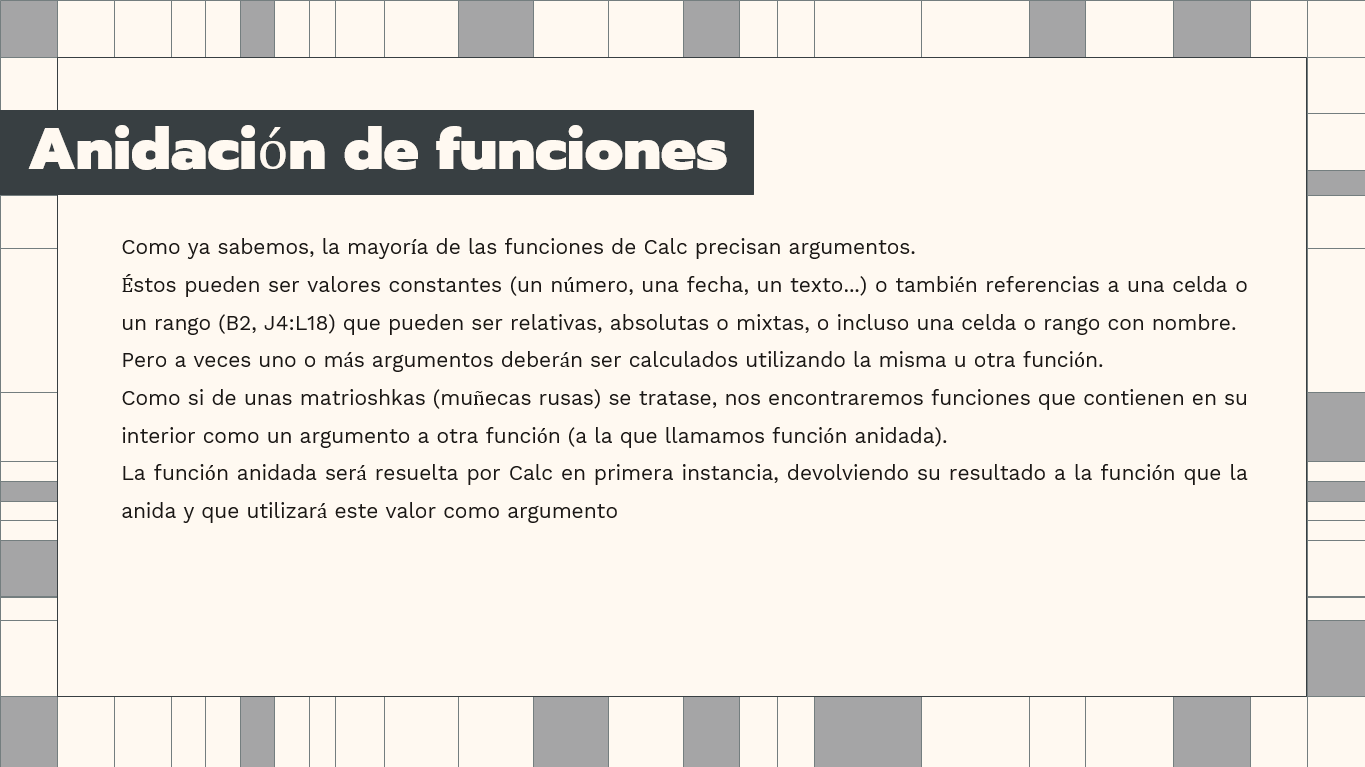 Anidación de funciones
Como ya sabemos, la mayoría de las funciones de Calc precisan argumentos.
Éstos pueden ser valores constantes (un número, una fecha, un texto...) o también referencias a una celda o
un rango (B2, J4:L18) que pueden ser relativas, absolutas o mixtas, o incluso una celda o rango con nombre.
Pero a veces uno o más argumentos deberán ser calculados utilizando la misma u otra función.
Como si de unas matrioshkas (muñecas rusas) se tratase, nos encontraremos funciones que contienen en su
interior como un argumento a otra función (a la que llamamos función anidada).
La función anidada será resuelta por Calc en primera instancia, devolviendo su resultado a la función que la
anida y que utilizará este valor como argumento